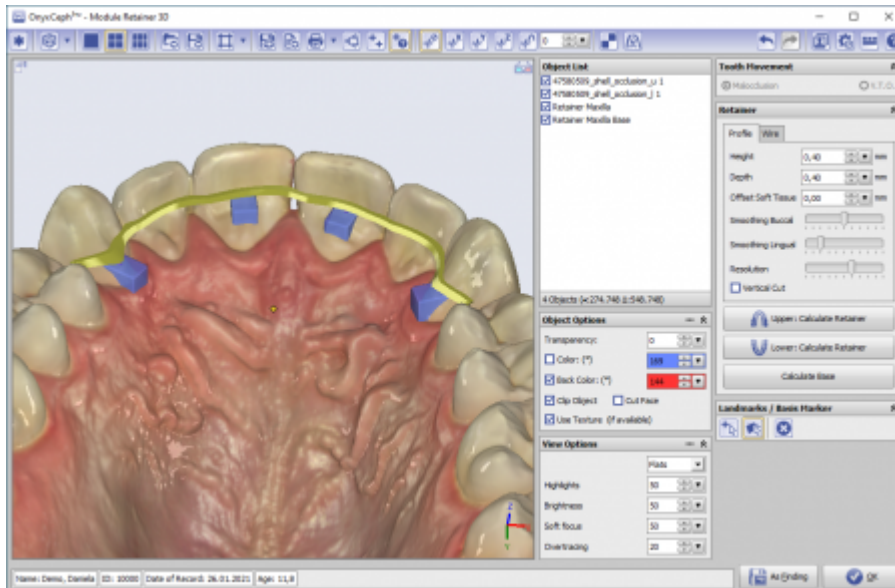 OnyxCeph³™ - Module Retainer 3D
0
Object List
47580509_shell_occlusion_u 1
47580509_shell_occlusion_l 1
Retainer Maxilla
Retainer Maxilla Base
4 Objects
Object Options
Transparency: 0
Color: (*) 165
Back Color: (*) 144
Clip Object Cut Face
Use Texture (if available)
View Options
Highlights 50
Brightness 50
Soft focus 50
Overtracing 20
Tooth Movement
Malocclusion V.T.O.
Retainer
Profile Wire
Height 0,40 mm
Depth 0,40 mm
Offset Soft Tissue 0,00 mm
Smoothing Buccal
Smoothing Lingual
Resolution
Vertical Cut
Upper: Calculate Retainer
Lower: Calculate Retainer
Calculate Base
Landmarks / Basis Marker
Name: Demo, Daniela ID: 10000 Date of Record: 26.01.2021 Age: 11,8
As Ending
OK